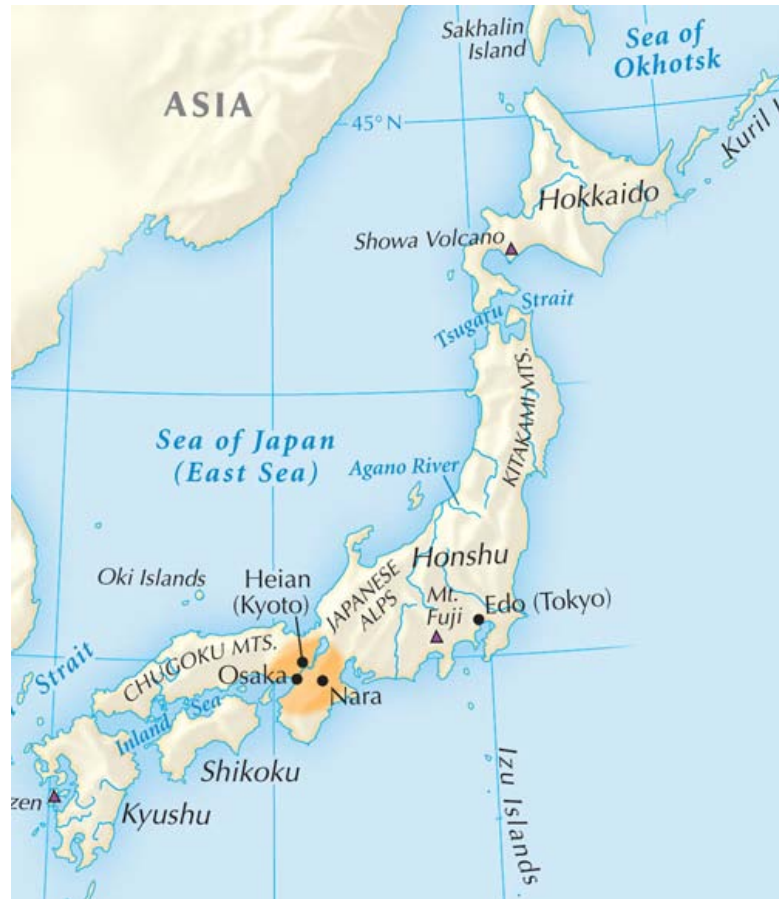 Sakhalin
Island
Sea of
Okhotsk
ASIA
45° N
Kuril I
Hokkaido
Showa Volcano
Tsugaru Strait
KITAKAMI MTS.
Sea of Japan
(East Sea)
Agano River
Honshu
Oki Islands
Heian
(Kyoto)
JAPANESE
ALPS
Mt.
Fuji
Edo (Tokyo)
CHUGOKU MTS.
Strait
Osaka
Nara
Inland Sea
Shikoku
Izu Islands
zen
Kyushu